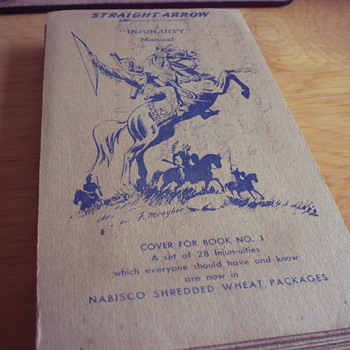 STRAIGHT ARROW
"INJUN-UITY"
Manual
F. Meagher
COVER FOR BOOK NO. 1
A set of 28 Injun-uities
which everyone should have and know
are now in
NABISCO SHREDDED WHEAT PACKAGES